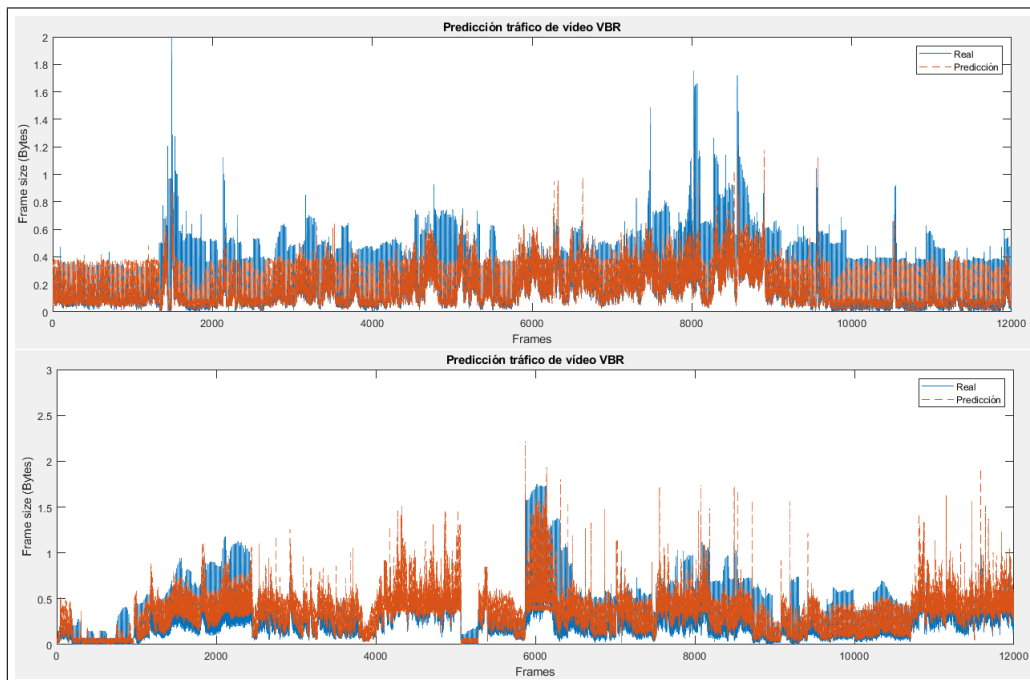 Predicción tráfico de vídeo VBR
Real
Predicción
Frame size (Bytes)
2
1.8
1.6
1.4
1.2
1
0.8
0.6
0.4
0.2
0
0 2000 4000 6000 8000 10000 12000
Frames
Predicción tráfico de vídeo VBR
Real
Predicción
Frame size (Bytes)
3
2.5
2
1.5
1
0.5
0
0 2000 4000 6000 8000 10000 12000
Frames